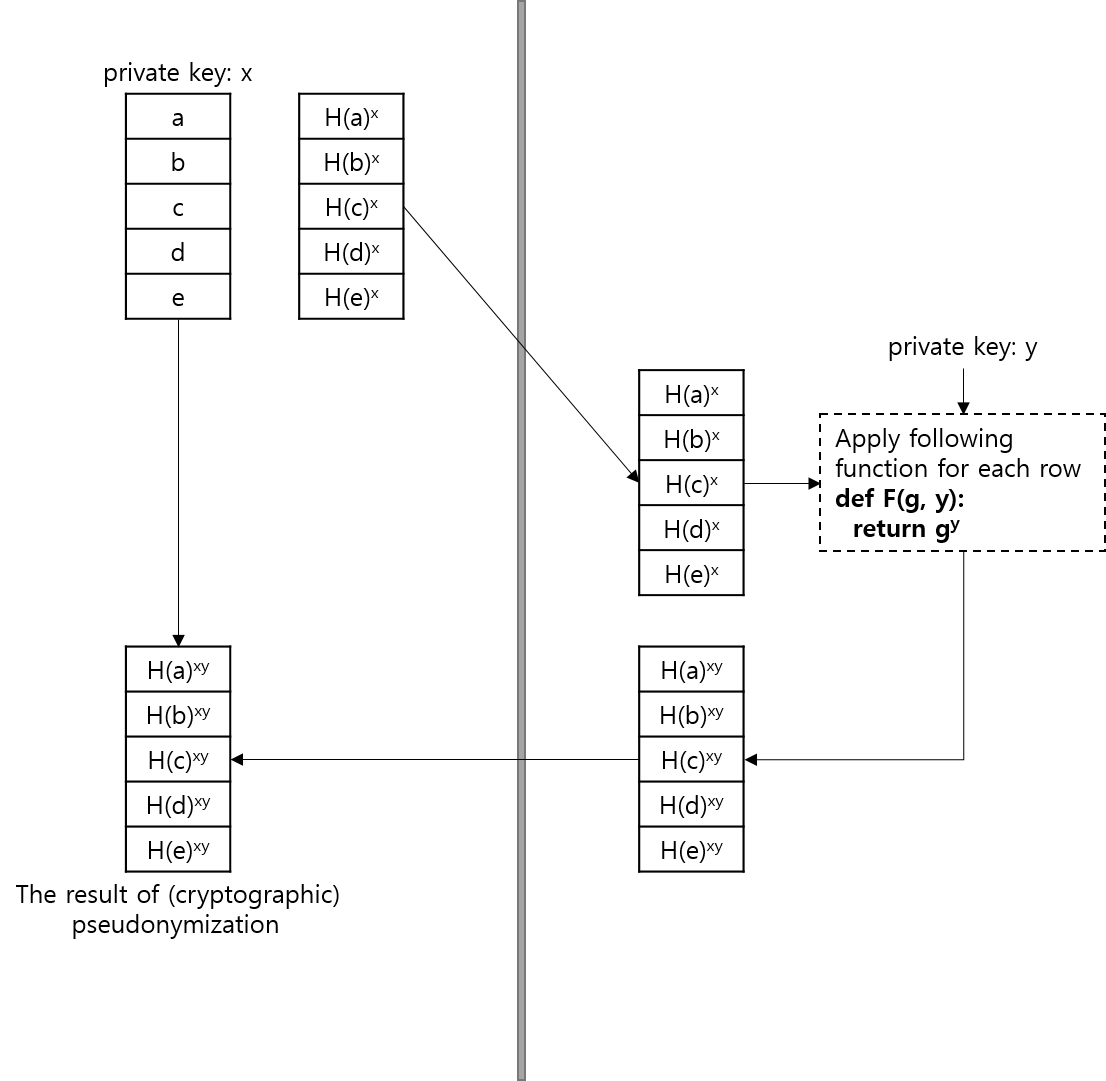 private key: x
a
b
c
d
e
H(a)ˣ
H(b)ˣ
H(c)ˣ
H(d)ˣ
H(e)ˣ
H(a)ˣ
H(b)ˣ
H(c)ˣ
H(d)ˣ
H(e)ˣ
private key: y
Apply following
function for each row
def F(g, y):
return gʸ
H(a)ˣʸ
H(b)ˣʸ
H(c)ˣʸ
H(d)ˣʸ
H(e)ˣʸ
H(a)ˣʸ
H(b)ˣʸ
H(c)ˣʸ
H(d)ˣʸ
H(e)ˣʸ
The result of (cryptographic)
pseudonymization